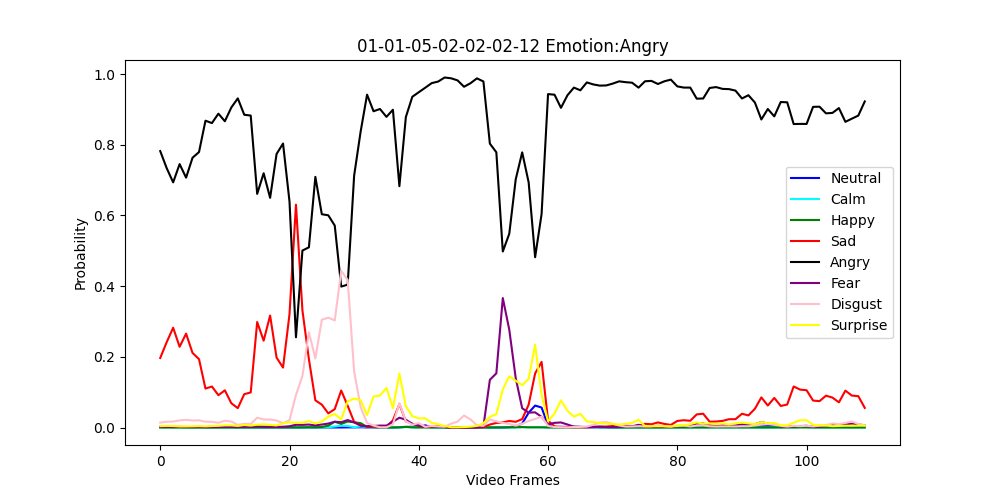 01-01-05-02-02-02-12 Emotion:Angry
1.0
0.8
0.6
0.4
0.2
0.0
Probability
0
20
40
60
80
100
Video Frames
Neutral
Calm
Happy
Sad
Angry
Fear
Disgust
Surprise